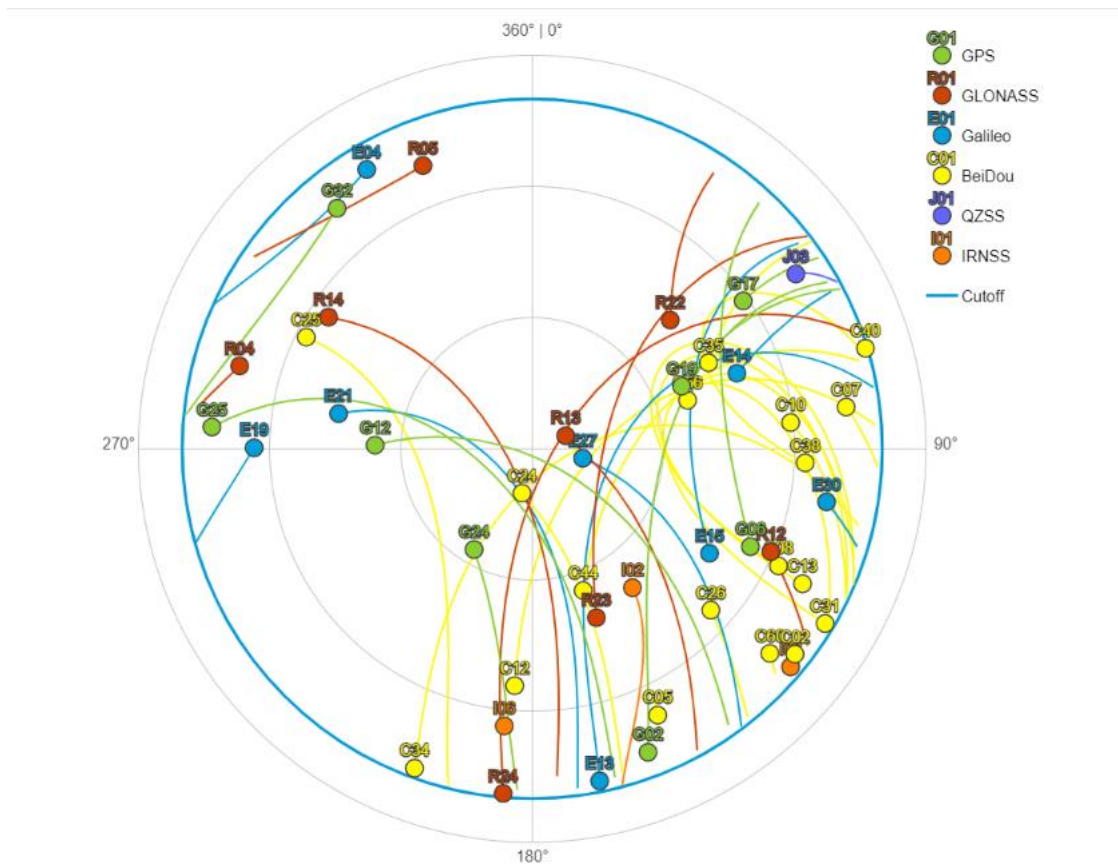 360° | 0°
G01
GPS
R01
GLONASS
E01
Galileo
C01
BeiDou
J01
QZSS
I01
IRNSS
Cutoff
E04
R05
G32
J03
G17
R14
R22
C25
C40
C35
R04
E14
G19
E21
C07
G25
C10
R13
E19
G12
E27
270°
90°
C38
C24
E30
G24
E15
G06
R12
I02
C13
C44
R23
C26
C31
C02
C12
C05
I06
G02
C34
R24
E13
180°